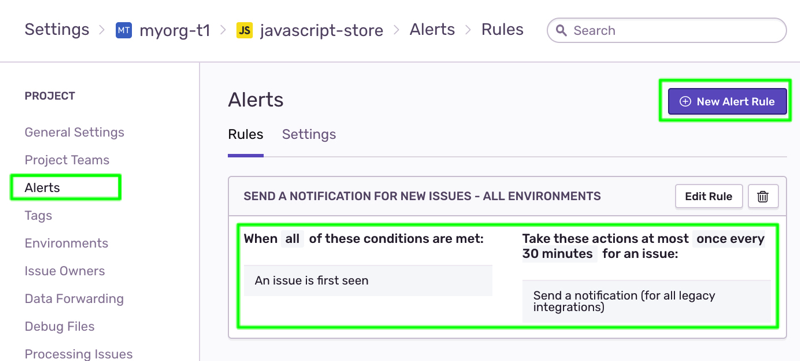 Settings > MT myorg-t1 > JS javascript-store > Alerts > Rules
Search
PROJECT
General Settings
Project Teams
Alerts
Tags
Environments
Issue Owners
Data Forwarding
Debug Files
Processing Issues
Alerts
New Alert Rule
Rules Settings
SEND A NOTIFICATION FOR NEW ISSUES - ALL ENVIRONMENTS
Edit Rule
When all of these conditions are met:
An issue is first seen
Take these actions at most once every
30 minutes for an issue:
Send a notification (for all legacy
integrations)